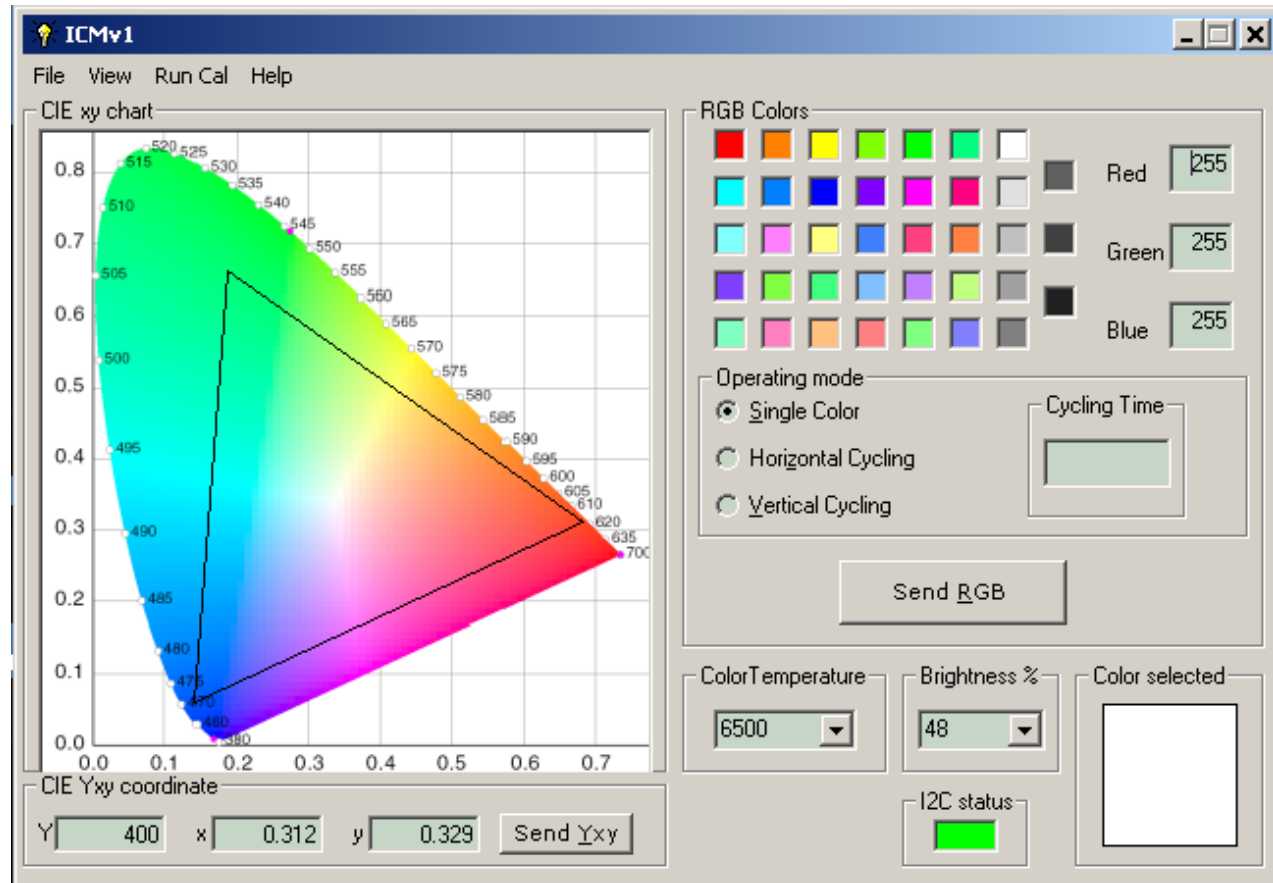 ICMv1
File View Run Cal Help
CIE xy chart
0.8
0.7
0.6
0.5
0.4
0.3
0.2
0.1
0.0
0.0 0.1 0.2 0.3 0.4 0.5 0.6 0.7
520
525
515
530
535
510
540
545
550
505
555
560
565
500
570
575
580
585
495
590
595
600
605
610
490
620
635
700
485
480
475
470
460
380
CIE Yxy coordinate
Y 400 x 0.312 y 0.329 Send Yxy
RGB Colors
Red 255
Green 255
Blue 255
Operating mode
Single Color
Horizontal Cycling
Vertical Cycling
Cycling Time
Send RGB
ColorTemperature
6500
Brightness %
48
Color selected
I2C status